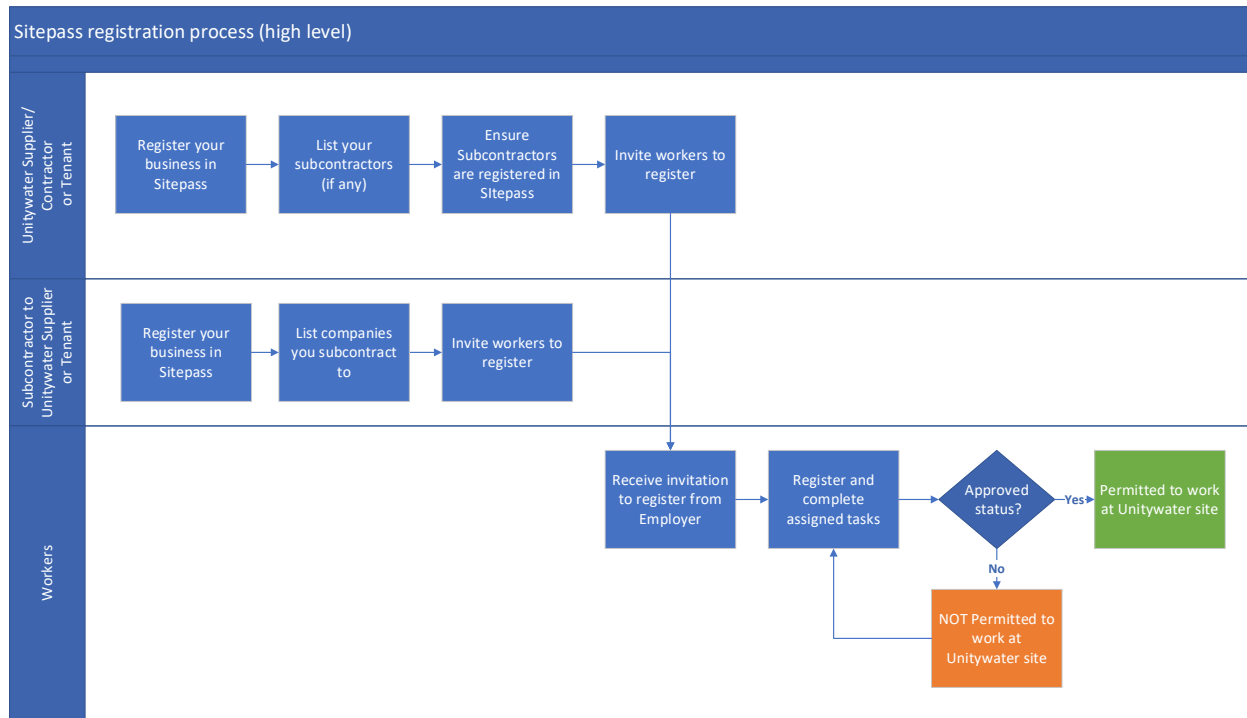 Sitepass registration process (high level)
Unitywater Supplier/
Contractor
or Tenant
Register your
business in
Sitepass
List your
subcontractors
(if any)
Ensure
Subcontractors
are registered in
SItepass
Invite workers to
register
Subcontractor to
Unitywater Supplier
or Tenant
Register your
business in
Sitepass
List companies
you subcontract
to
Invite workers to
register
Workers
Receive invitation
to register from
Employer
Register and
complete
assigned tasks
Approved
status?
Yes
Permitted to work
at Unitywater site
No
NOT Permitted to
work at
Unitywater site